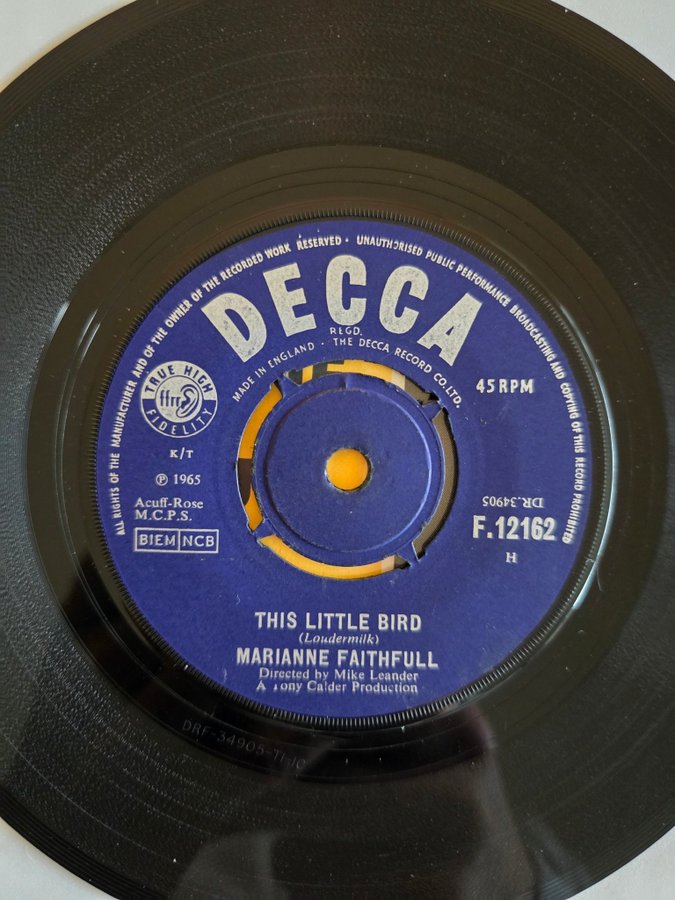 ALL RIGHTS OF THE MANUFACTURER AND OF THE OWNER OF THE RECORDED WORK RESERVED · UNAUTHORISED PUBLIC PERFORMANCE BROADCASTING AND COPYING OF THIS RECORD PROHIBITED
DECCA
REGD.
MADE IN ENGLAND · THE DECCA RECORD CO. LTD.
TRUE HIGH
ffrr
FIDELITY
45 RPM
K/T
℗ 1965
Acuff-Rose
M.C.P.S.
BIEM NCB
DR.34905
F.12162
H
THIS LITTLE BIRD
(Loudermilk)
MARIANNE FAITHFULL
Directed by Mike Leander
A Tony Calder Production